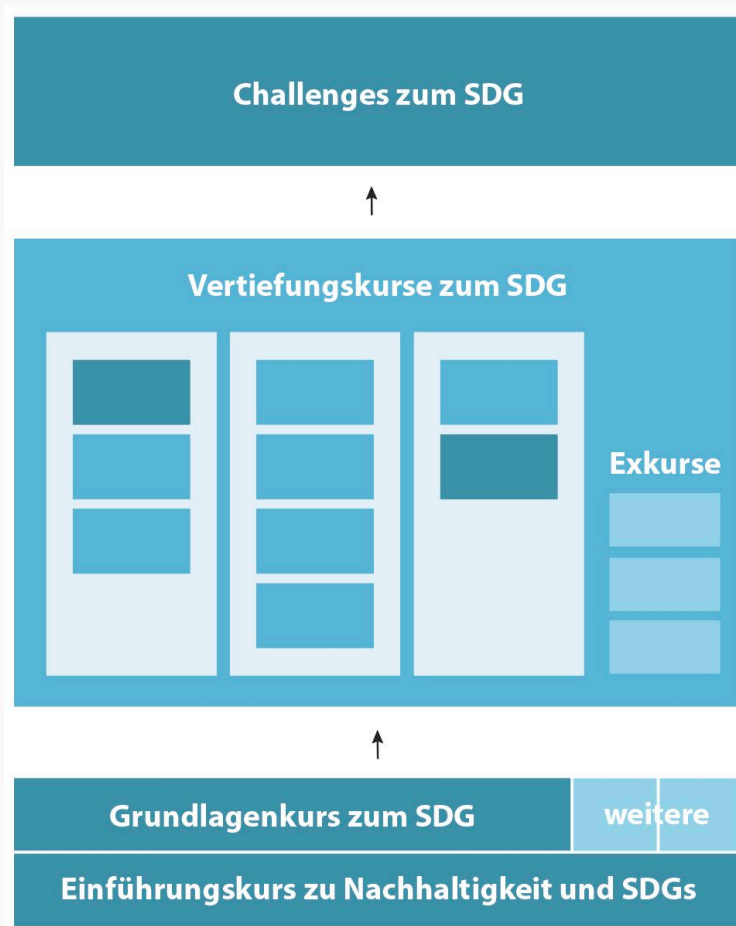 Challenges zum SDG
Vertiefungskurse zum SDG
Exkurse
Grundlagenkurs zum SDG
weitere
Einführungskurs zu Nachhaltigkeit und SDGs